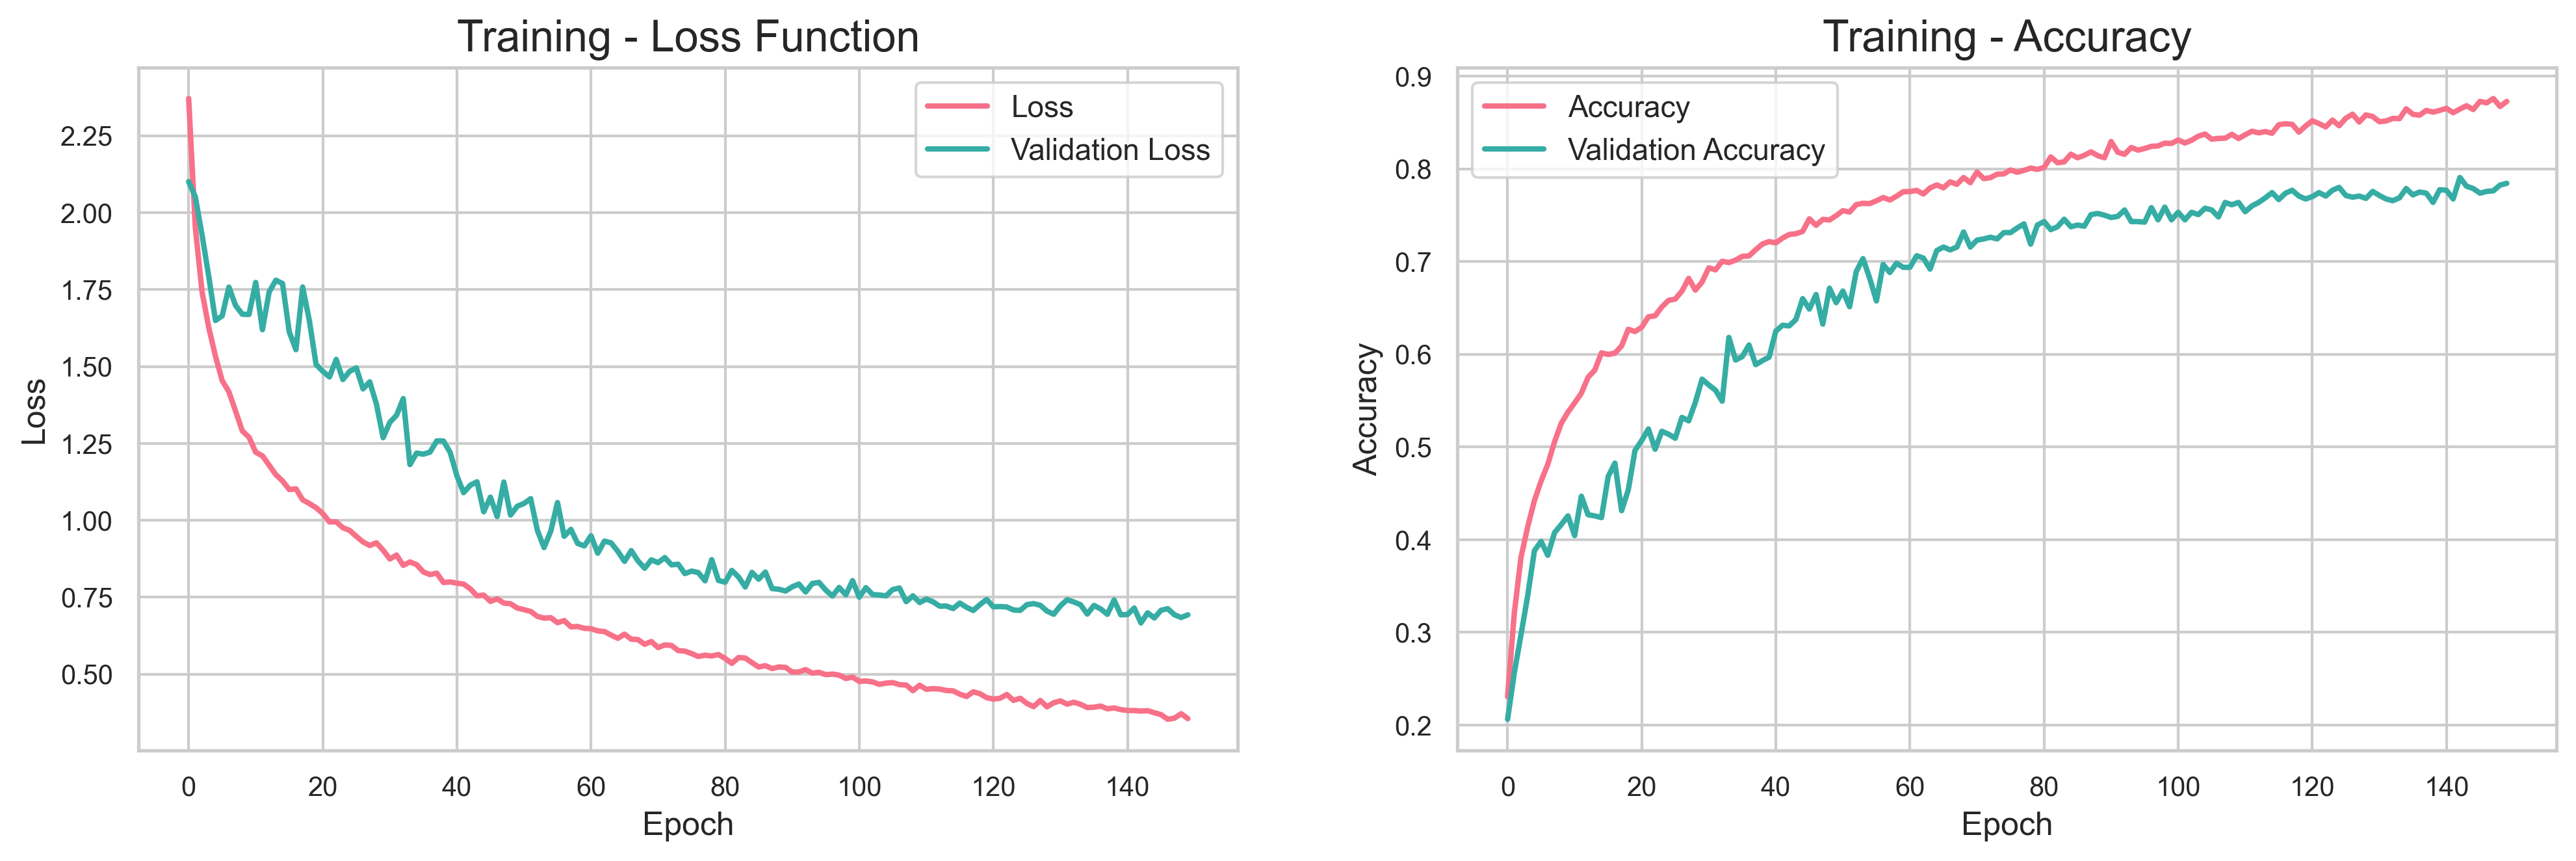 Training - Loss Function
Loss
Validation Loss
2.25
2.00
1.75
1.50
1.25
1.00
0.75
0.50
Loss
0 20 40 60 80 100 120 140
Epoch
Training - Accuracy
Accuracy
Validation Accuracy
0.9
0.8
0.7
0.6
0.5
0.4
0.3
0.2
Accuracy
0 20 40 60 80 100 120 140
Epoch